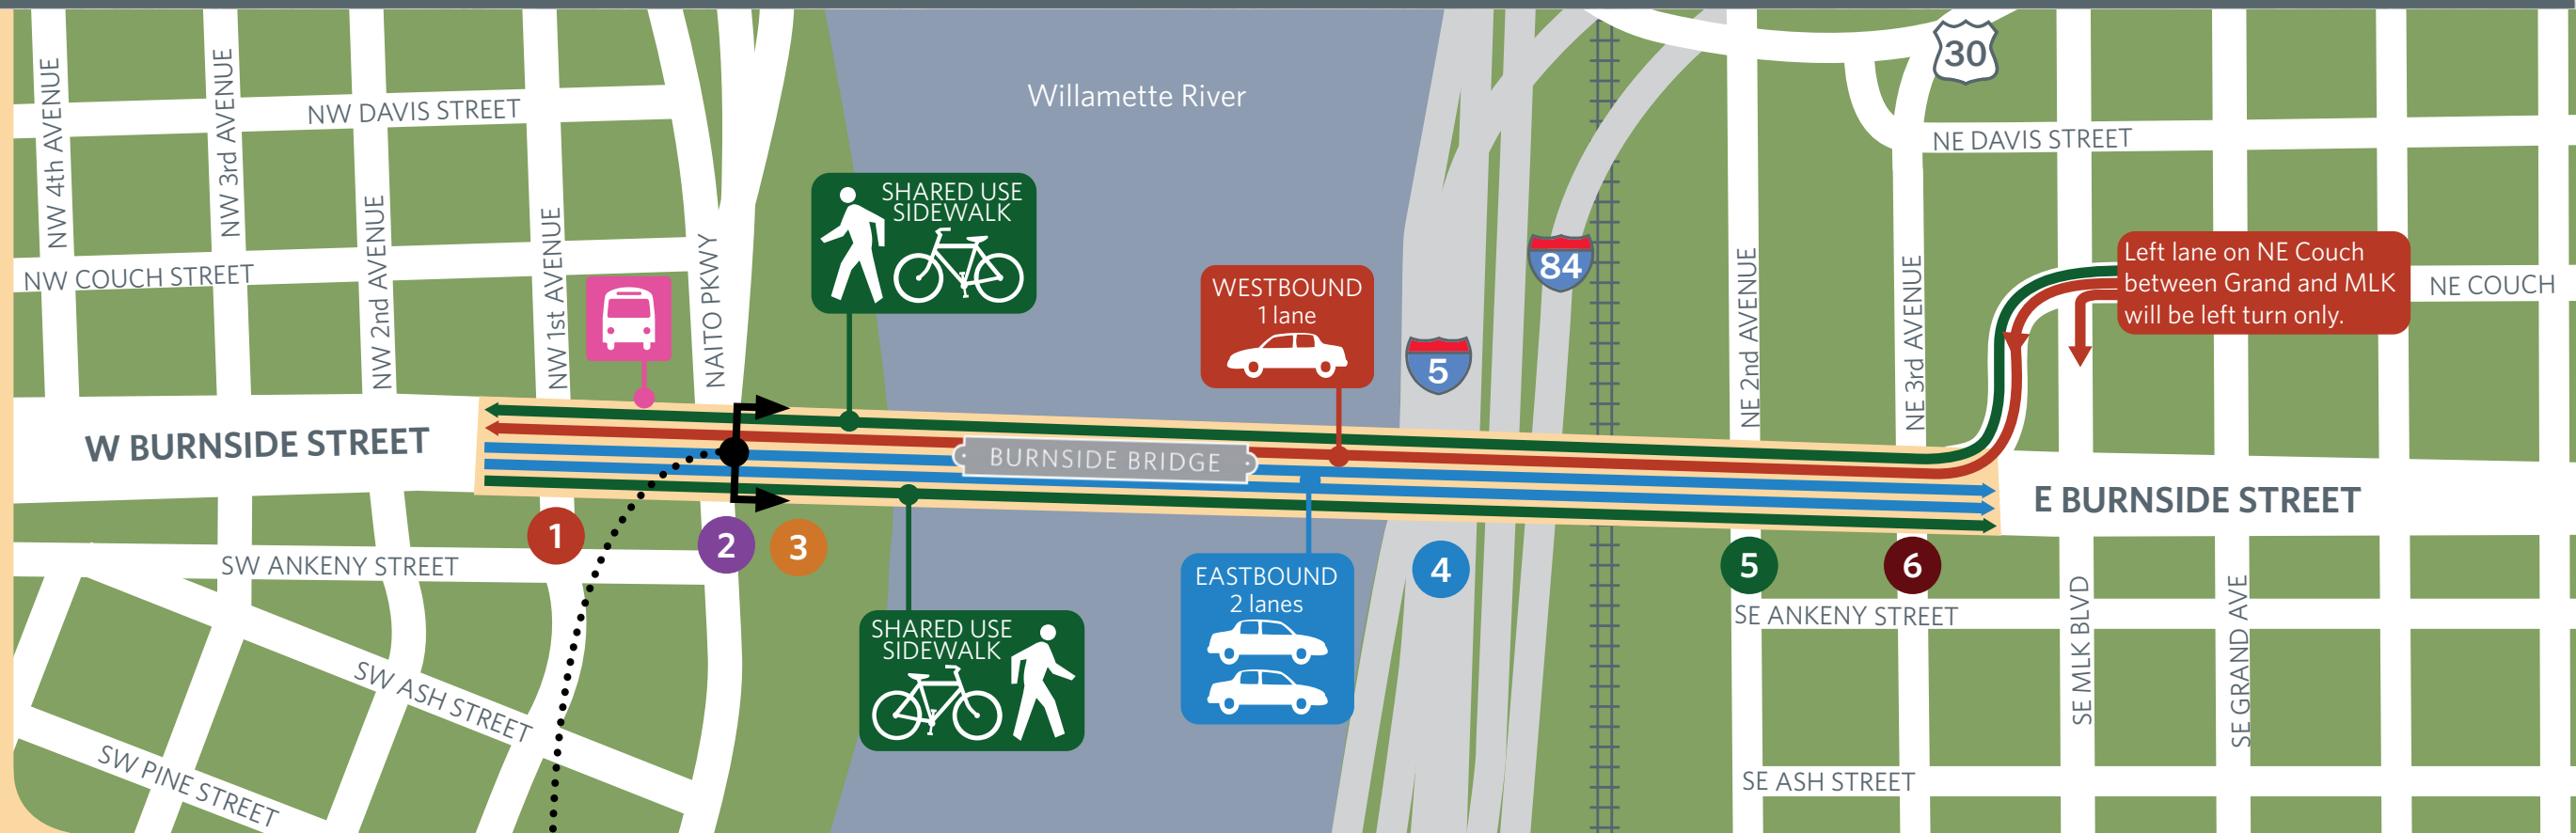 30
NW 4th AVENUE
NW 3rd AVENUE
NW DAVIS STREET
Willamette River
NE DAVIS STREET
SHARED USE
SIDEWALK
NW 2nd AVENUE
NW 1st AVENUE
NAITO PKWY
NW COUCH STREET
84
WESTBOUND
1 lane
5
NE 2nd AVENUE
NE 3rd AVENUE
Left lane on NE Couch
between Grand and MLK
will be left turn only.
NE COUCH
W BURNSIDE STREET
BURNSIDE BRIDGE
E BURNSIDE STREET
1
2
3
4
5
6
SW ANKENY STREET
EASTBOUND
2 lanes
SHARED USE
SIDEWALK
SE ANKENY STREET
SE MLK BLVD
SE GRAND AVE
SW ASH STREET
SW PINE STREET
SE ASH STREET